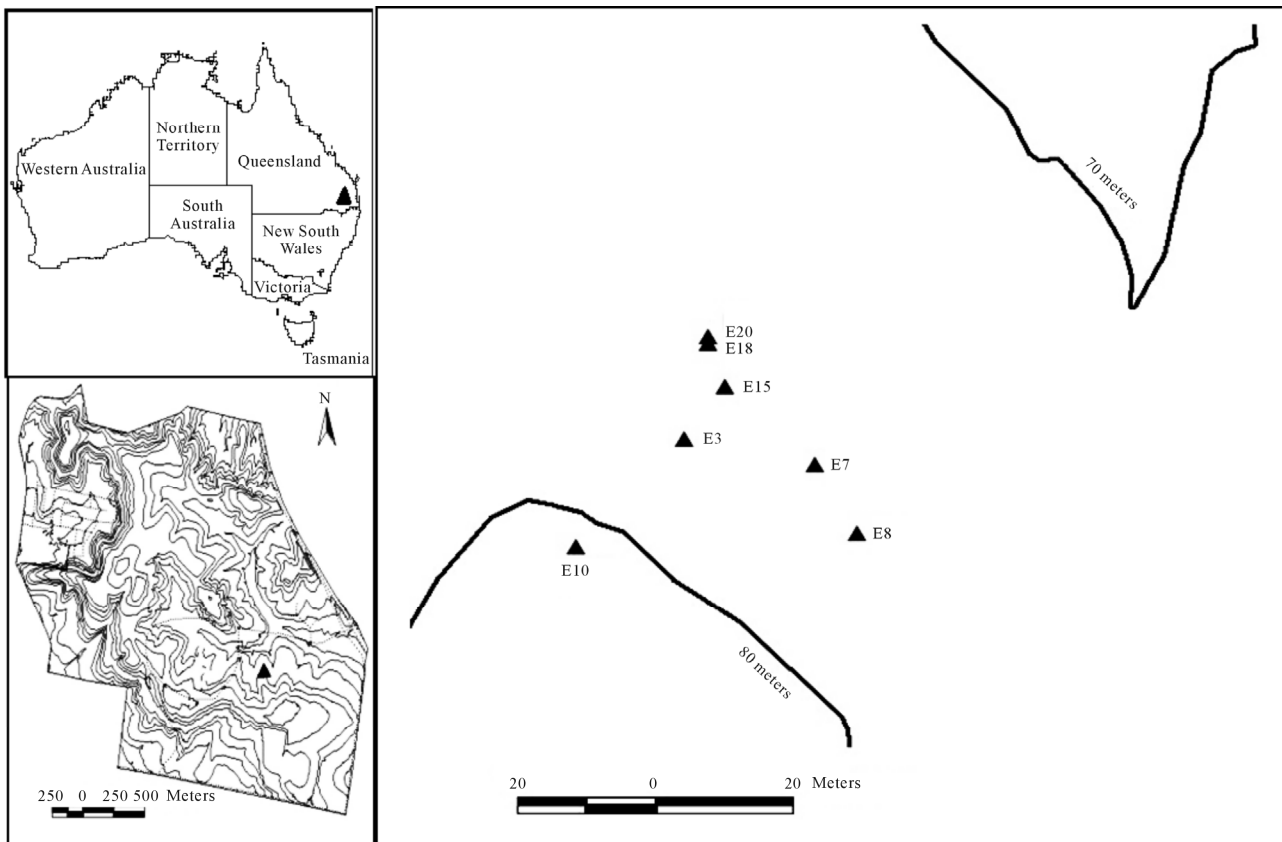 Northern
Territory
Western Australia
Queensland
South
Australia
New South
Wales
Victoria
Tasmania
N
250 0 250 500 Meters
70 meters
E20
E18
E15
E3
E7
E8
E10
80 meters
20 0 20 Meters